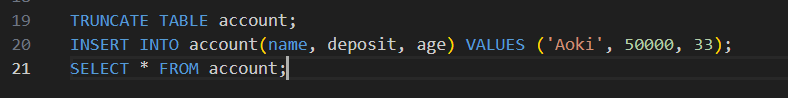 19 TRUNCATE TABLE account;
20 INSERT INTO account(name, deposit, age) VALUES ('Aoki', 50000, 33);
21 SELECT * FROM account;